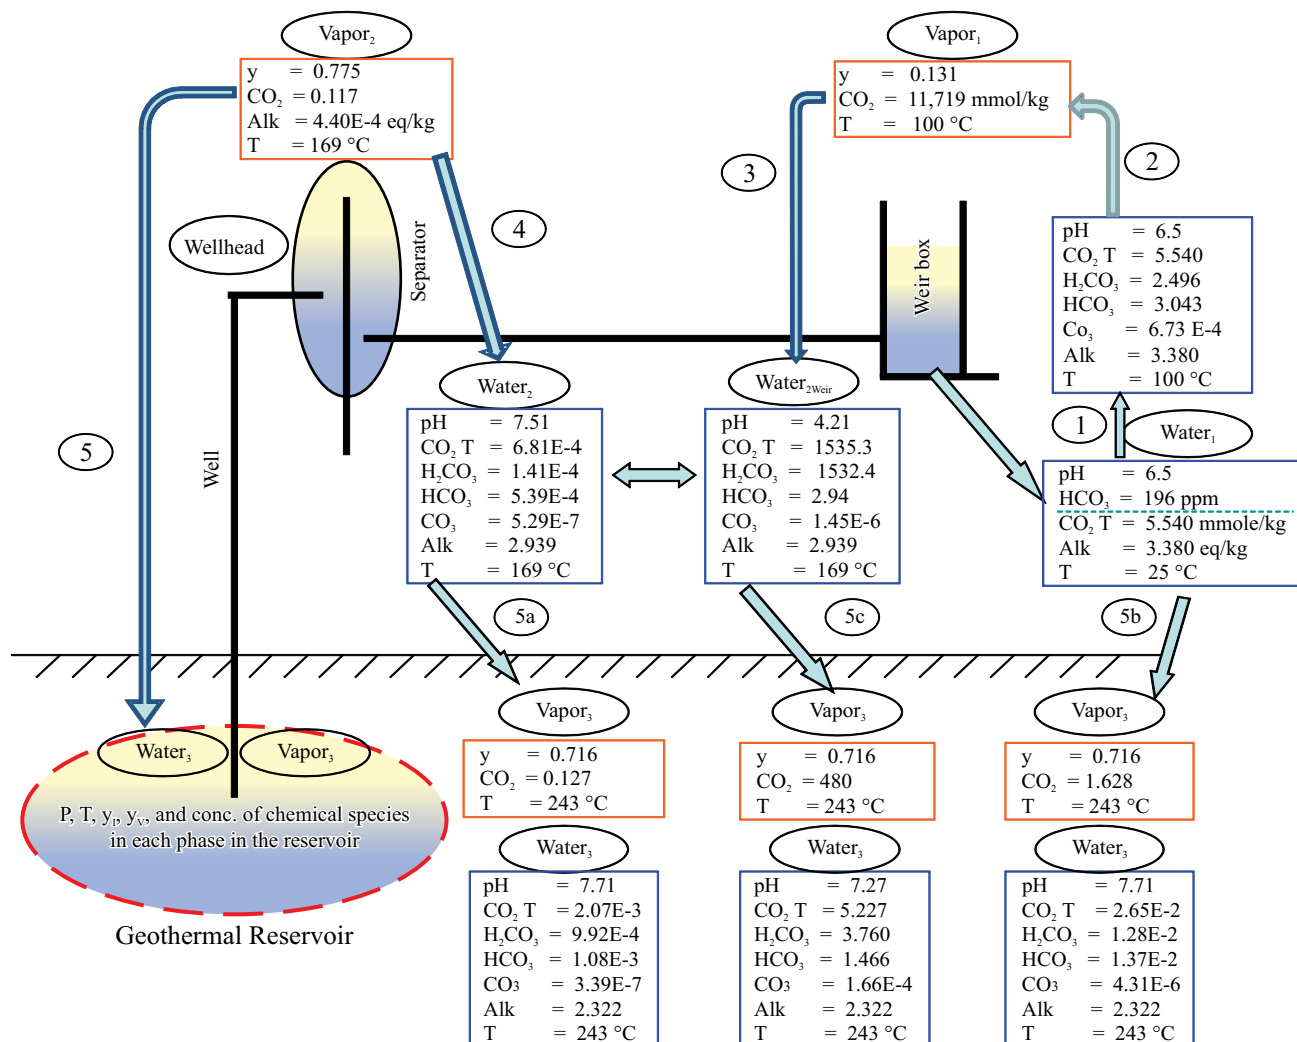 Vapor₂
y = 0.775
CO₂ = 0.117
Alk = 4.40E-4 eq/kg
T = 169 °C
Vapor₁
y = 0.131
CO₂ = 11,719 mmol/kg
T = 100 °C
3
2
4
Wellhead
Separator
Weir box
pH = 6.5
CO₂ T = 5.540
H₂CO₃ = 2.496
HCO₃ = 3.043
Co₃ = 6.73 E-4
Alk = 3.380
T = 100 °C
1
Water₁
pH = 6.5
HCO₃ = 196 ppm
CO₂ T = 5.540 mmole/kg
Alk = 3.380 eq/kg
T = 25 °C
5
Well
Water₂
pH = 7.51
CO₂ T = 6.81E-4
H₂CO₃ = 1.41E-4
HCO₃ = 5.39E-4
CO₃ = 5.29E-7
Alk = 2.939
T = 169 °C
Water₂Weir
pH = 4.21
CO₂ T = 1535.3
H₂CO₃ = 1532.4
HCO₃ = 2.94
CO₃ = 1.45E-6
Alk = 2.939
T = 169 °C
5a
5c
5b
Water₃
Vapor₃
P, T, yₗ, yᵥ, and conc. of chemical species
in each phase in the reservoir
Geothermal Reservoir
Vapor₃
y = 0.716
CO₂ = 0.127
T = 243 °C
Water₃
pH = 7.71
CO₂ T = 2.07E-3
H₂CO₃ = 9.92E-4
HCO₃ = 1.08E-3
CO3 = 3.39E-7
Alk = 2.322
T = 243 °C
Vapor₃
y = 0.716
CO₂ = 480
T = 243 °C
Water₃
pH = 7.27
CO₂ T = 5.227
H₂CO₃ = 3.760
HCO₃ = 1.466
CO3 = 1.66E-4
Alk = 2.322
T = 243 °C
Vapor₃
y = 0.716
CO₂ = 1.628
T = 243 °C
Water₃
pH = 7.71
CO₂ T = 2.65E-2
H₂CO₃ = 1.28E-2
HCO₃ = 1.37E-2
CO3 = 4.31E-6
Alk = 2.322
T = 243 °C